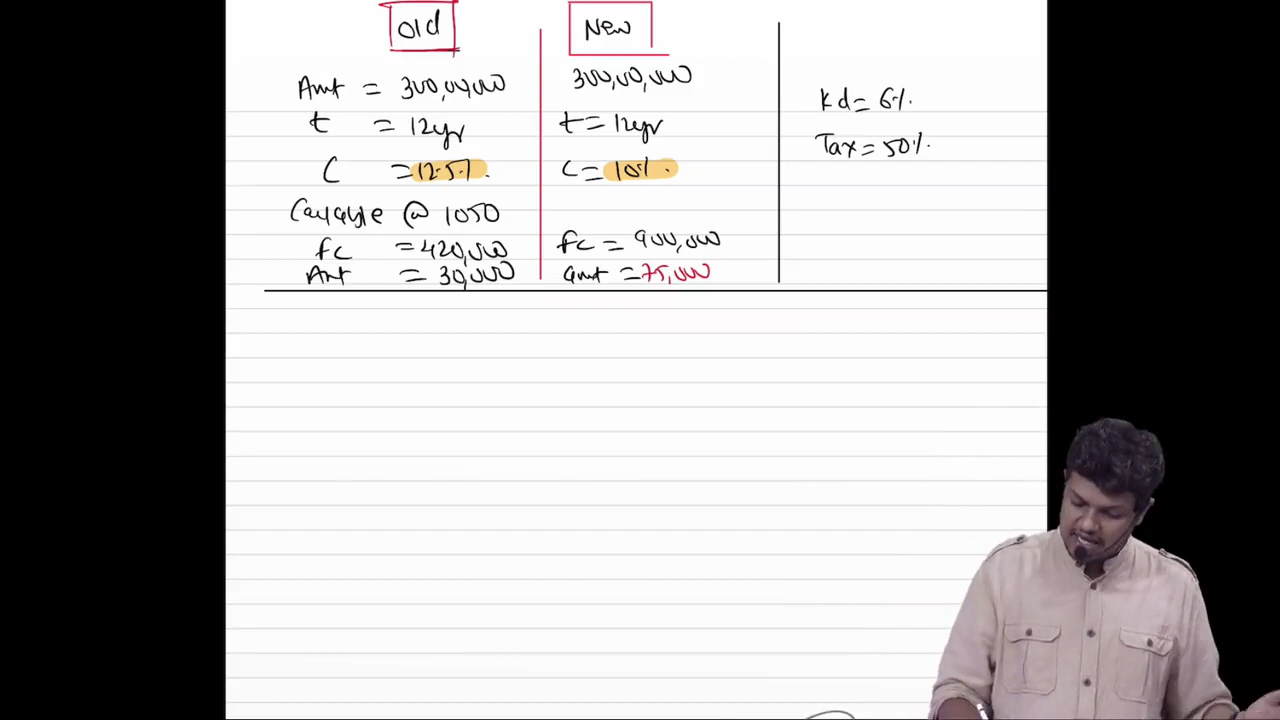 Old
Amt = 300,00,000
t = 12yr
C = 12.5%.
Callable @ 1050
fc = 420,000
Amt = 30,000
New
300,00,000
t = 12yr
C = 10%.
fc = 900,000
amt = 75,000
Kd = 6%.
Tax = 50%.